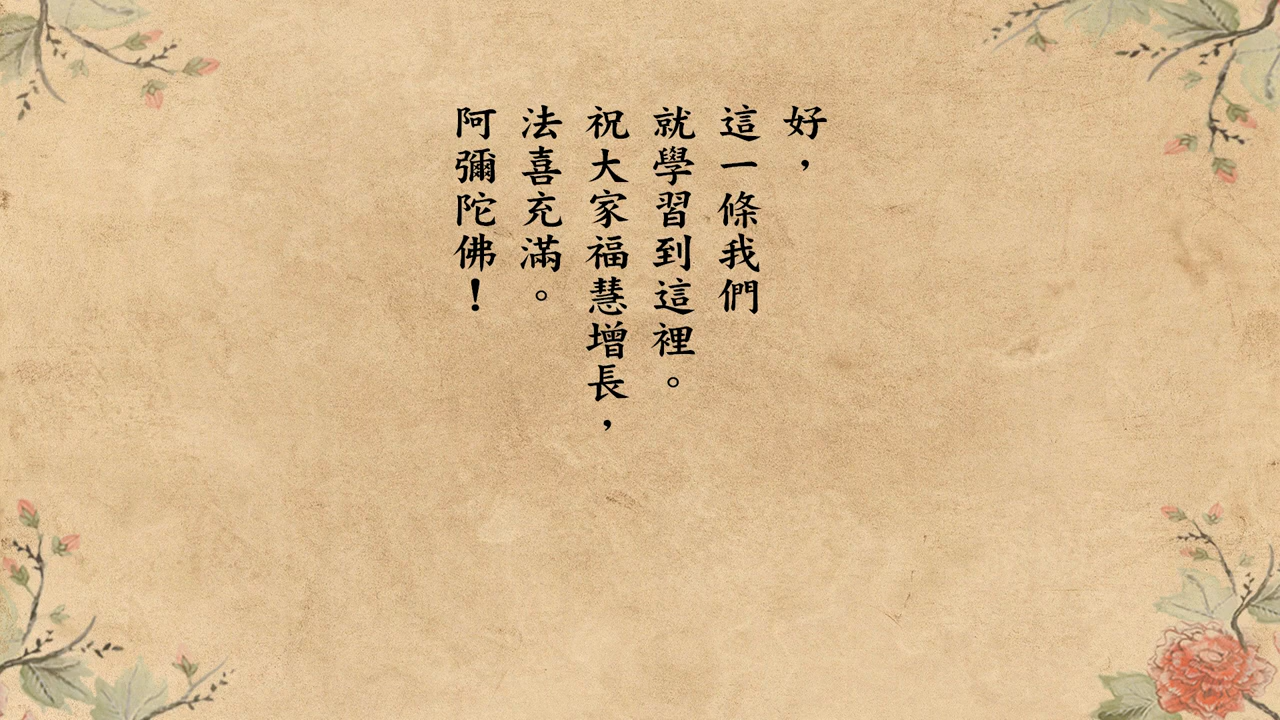 好，
這一條我們
就學習到這裡。
祝大家福慧增長，
法喜充滿。
阿彌陀佛！